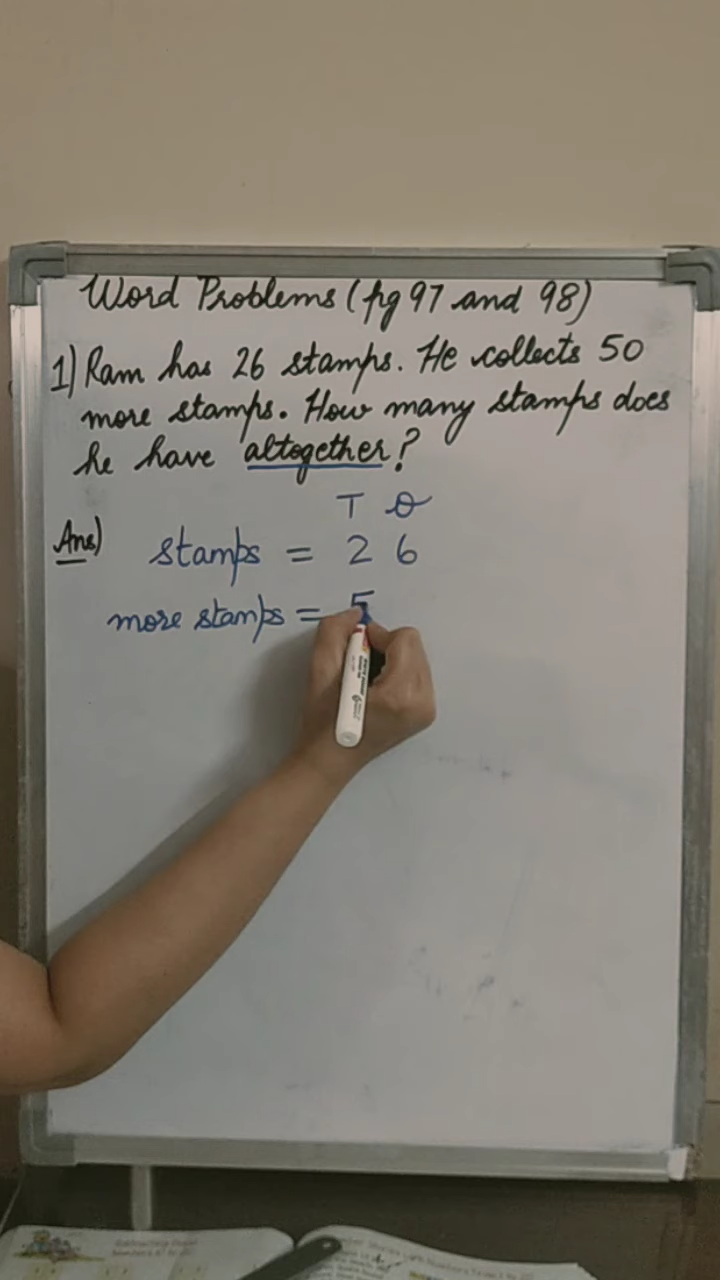 Word Problems (pg 97 and 98)
1) Ram has 26 stamps. He collects 50
more stamps. How many stamps does
he have altogether?
T O
Ans) stamps = 2 6
more stamps = 5